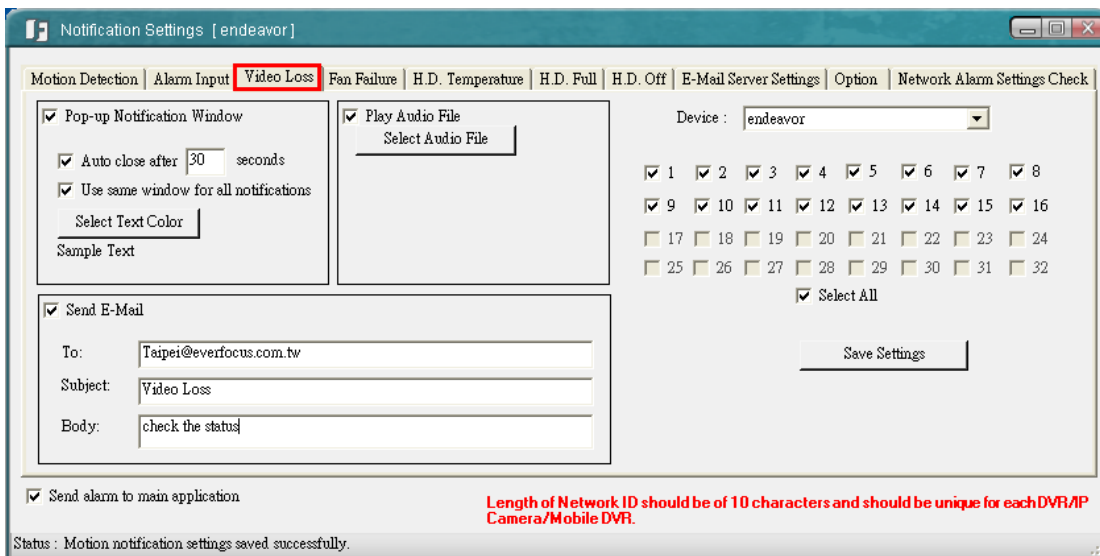 Notification Settings [endeavor]
Motion Detection Alarm Input Video Loss Fan Failure H.D. Temperature H.D. Full H.D. Off E-Mail Server Settings Option Network Alarm Settings Check
Pop-up Notification Window
Auto close after 30 seconds
Use same window for all notifications
Select Text Color
Sample Text
Play Audio File
Select Audio File
Device : endeavor
1 2 3 4 5 6 7 8
9 10 11 12 13 14 15 16
17 18 19 20 21 22 23 24
25 26 27 28 29 30 31 32
Select All
Save Settings
Send E-Mail
To: Taipei@everfocus.com.tw
Subject: Video Loss
Body: check the status
Send alarm to main application
Length of Network ID should be of 10 characters and should be unique for each DVR/IP
Camera/Mobile DVR.
Status : Motion notification settings saved successfully.